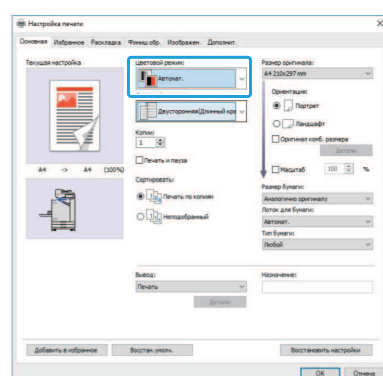 Настройка печати
Основная Избранное Раскладка Финиш.обр. Изображен. Дополнит.
Текущая настройка
A4 -> A4 (100%)
Цветовой режим:
Автонат.
Двусторонняя(Длинный кра
Копии:
1
Печать и пауза
Сортировать:
Печать по копиям
Неподобранный
Вывод:
Печать
Детали
Размер оригинала:
A4 210x297 mm
Ориентация:
Портрет
Ландшафт
Оригинал комб. размера
Детали
Масштаб 100 %
Размер бумаги:
Аналогично оригиналу
Лоток для бумаги:
Автонат.
Тип бумаги:
Любой
Назначение:
Добавить в избранное Восстан.умолч. Восстановить настройки
OK Отмена